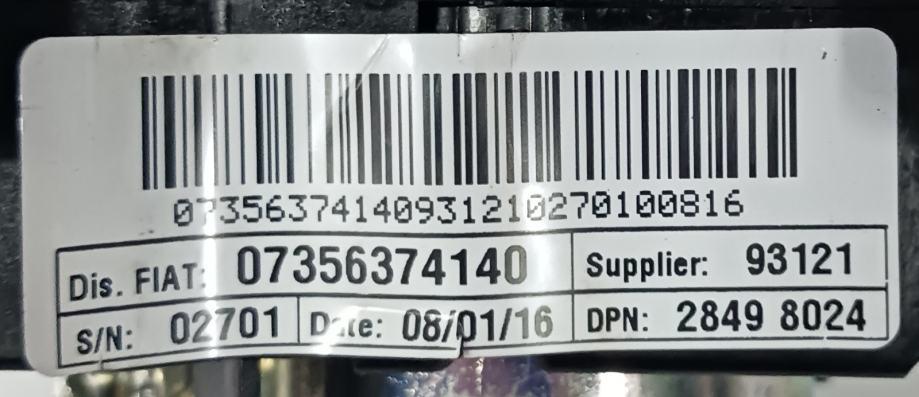 07356374140931210270100816
Dis. FIAT: 07356374140 Supplier: 93121
S/N: 02701 Date: 08/01/16 DPN: 2849 8024